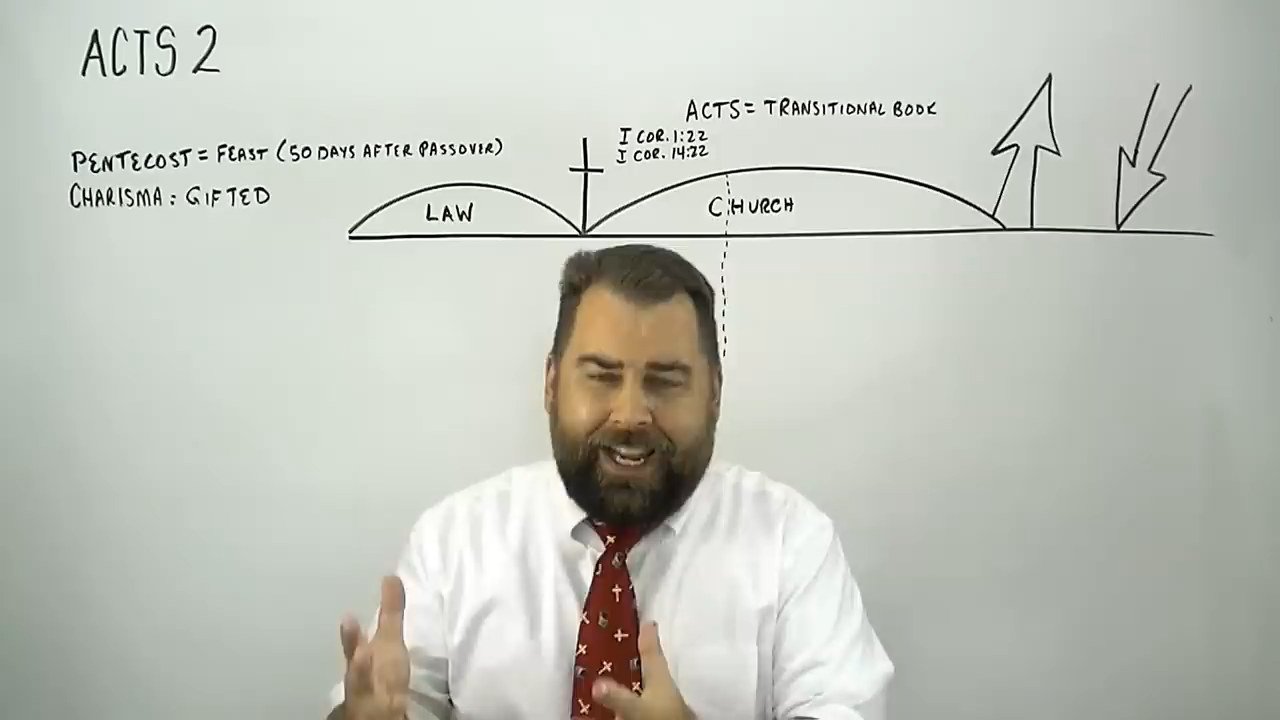 ACTS 2
ACTS = TRANSITIONAL BOOK
I COR. 1:22
I COR. 14:22
PENTECOST = FEAST (50 DAYS AFTER PASSOVER)
CHARISMA : GIFTED
LAW
CHURCH